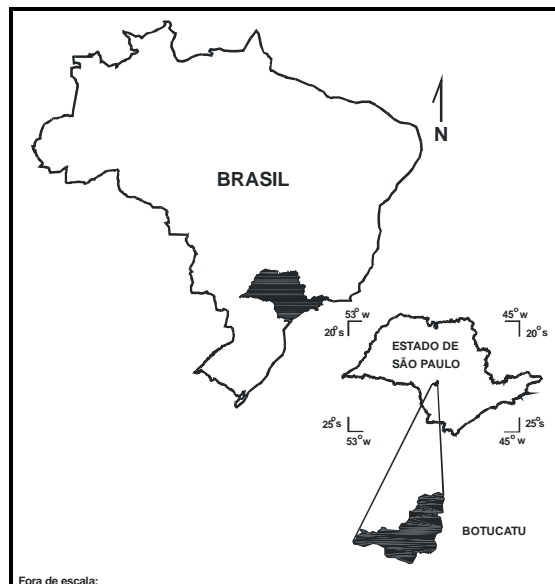 N
BRASIL
53°w
20°s
45°w
20°s
ESTADO DE
SÃO PAULO
25°s
53°w
25°s
45°w
BOTUCATU
Fora de escala: